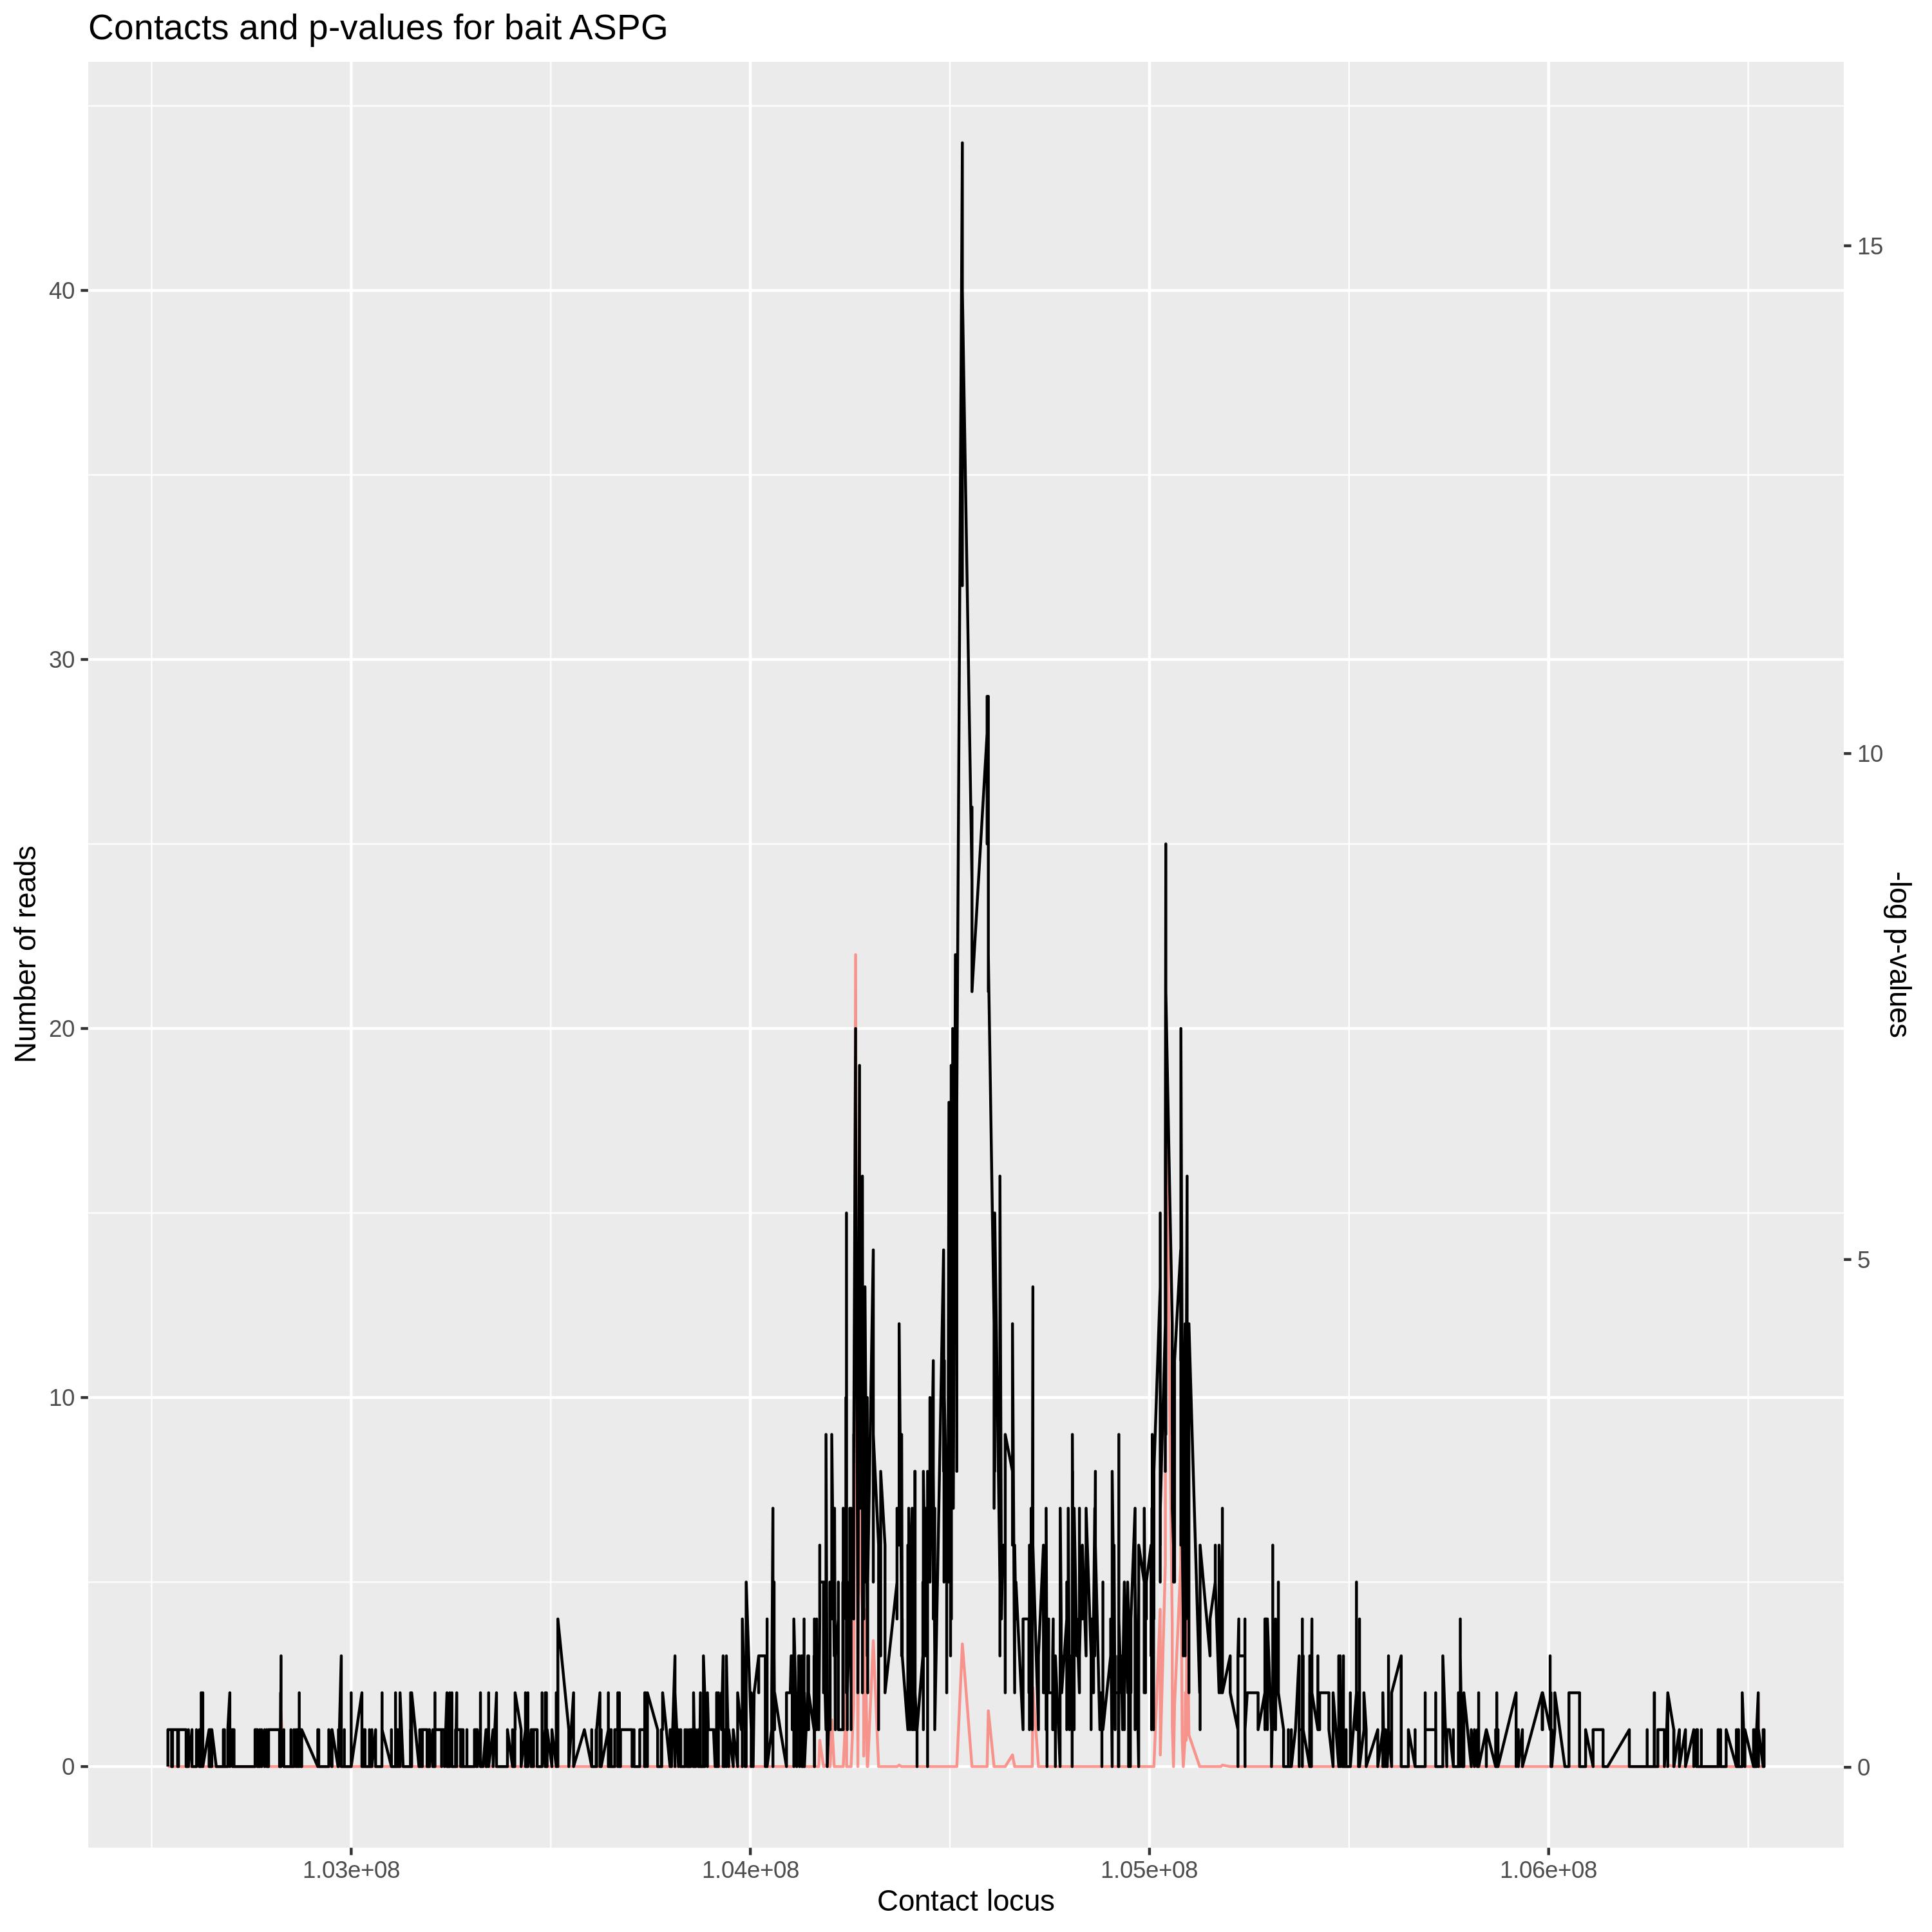 Contacts and p-values for bait ASPG
40
30
20
10
0
Number of reads
15
10
5
0
-log p-values
1.03e+08 1.04e+08 1.05e+08 1.06e+08
Contact locus